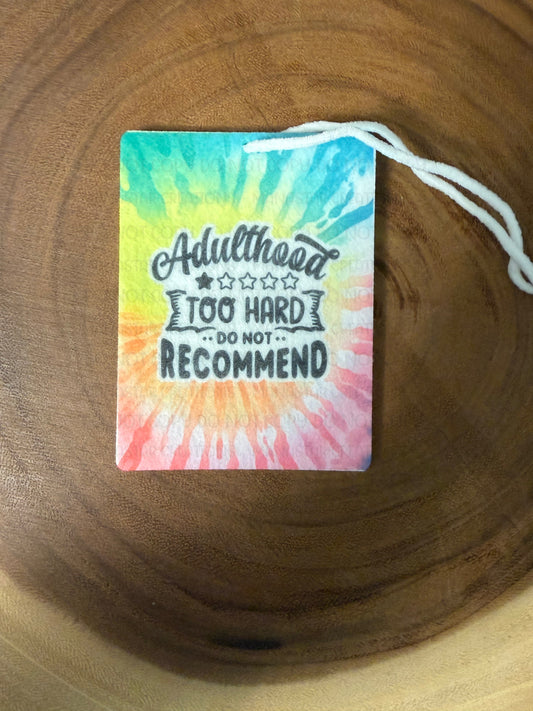 Adulthood
★☆☆☆☆
TOO HARD
·· DO NOT ··
RECOMMEND